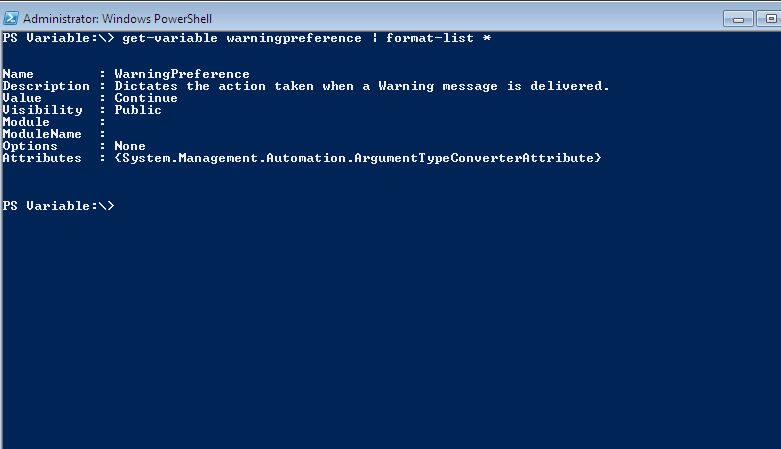 Administrator: Windows PowerShell
PS Variable:\> get-variable warningpreference | format-list *
Name        : WarningPreference
Description : Dictates the action taken when a Warning message is delivered.
Value       : Continue
Visibility  : Public
Module      :
ModuleName  :
Options     : None
Attributes  : {System.Management.Automation.ArgumentTypeConverterAttribute}
PS Variable:\>